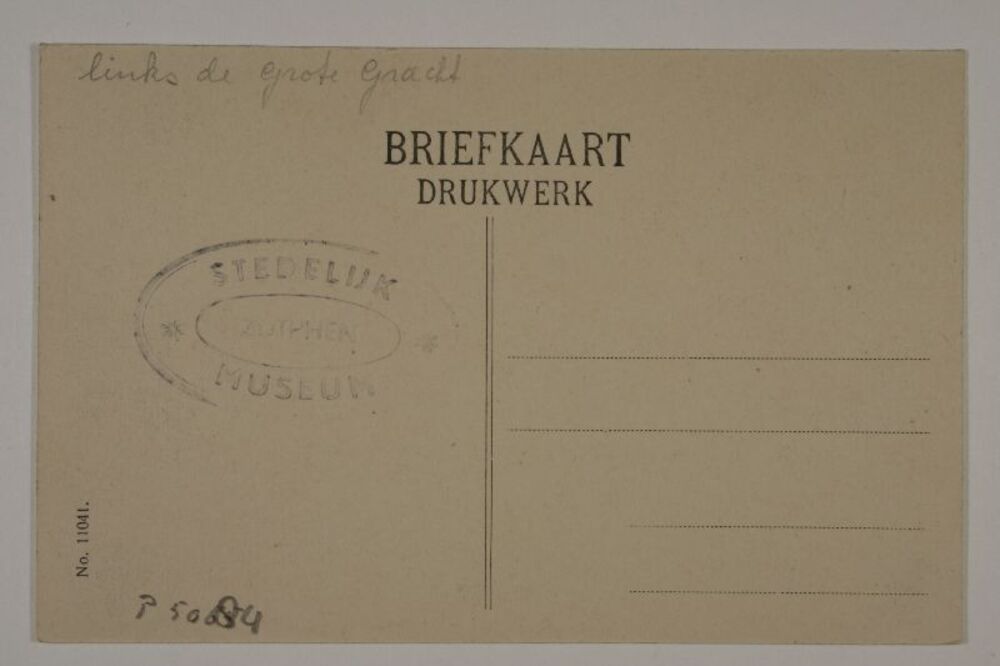 links de Grote Gracht
BRIEFKAART
DRUKWERK
STEDELIJK
ZUTPHEN
MUSEUM
No. 11041.